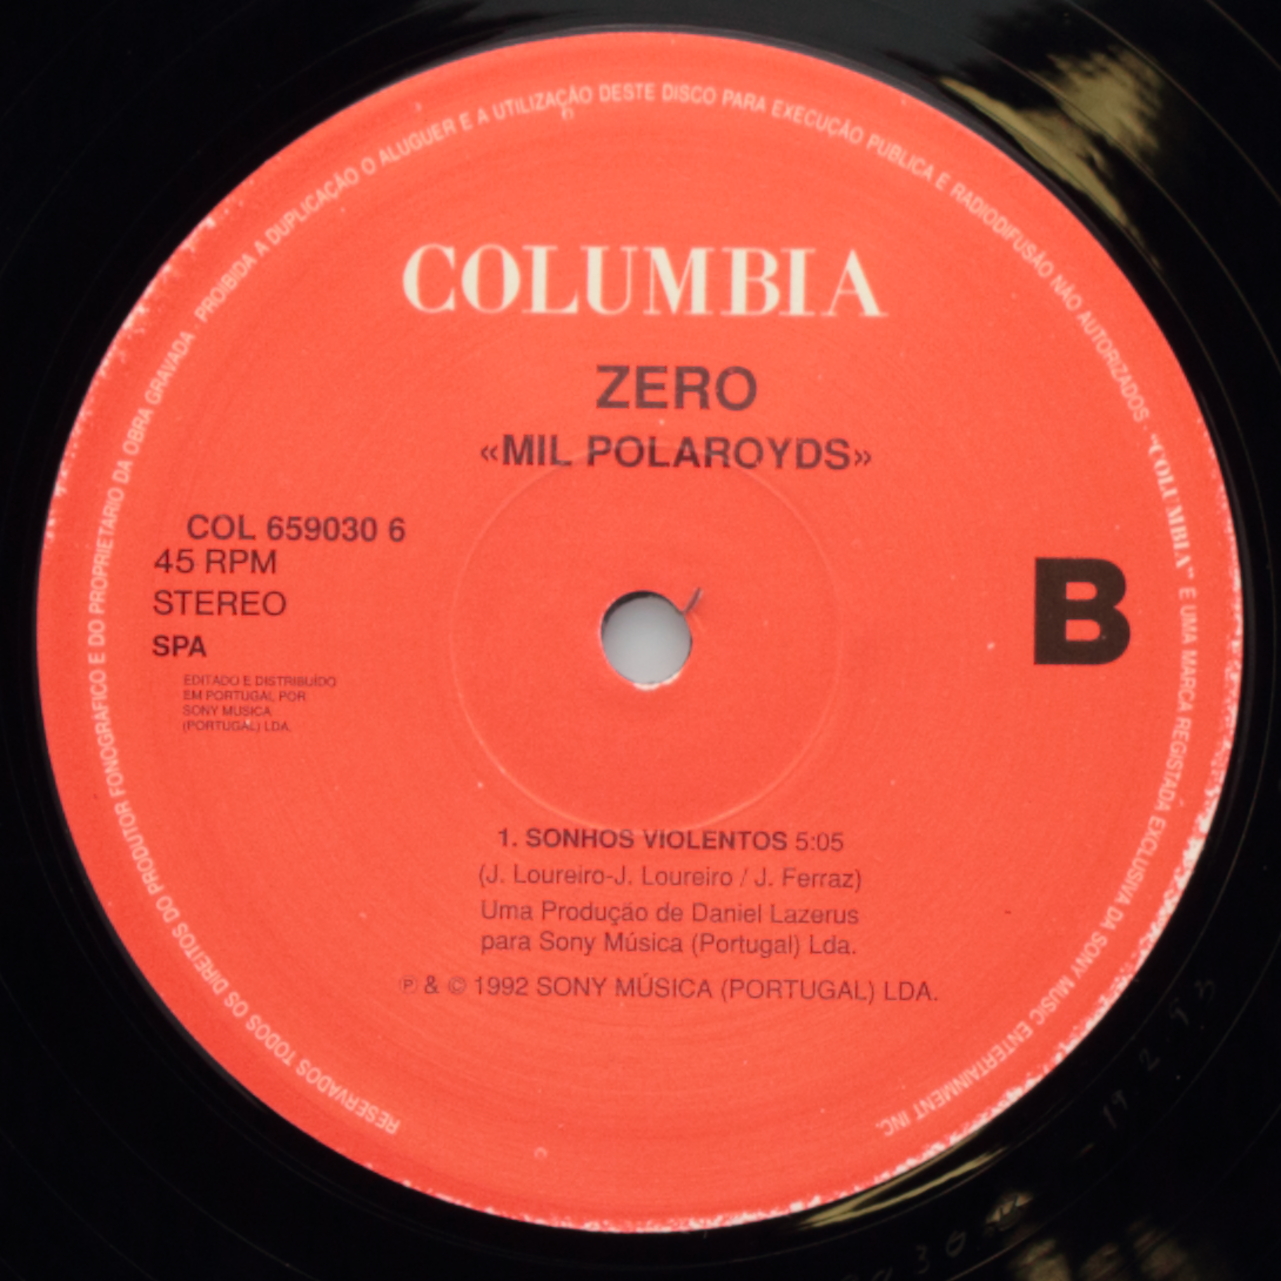 RESERVADOS TODOS OS DIREITOS DO PRODUTOR FONOGRAFICO E DO PROPRIETARIO DA OBRA GRAVADA · PROIBIDA A DUPLICAÇÃO O ALUGUER E A UTILIZAÇÃO DESTE DISCO PARA EXECUÇÃO PUBLICA E RADIODIFUSÃO NÃO AUTORIZADOS · "COLUMBIA" E UMA MARCA REGISTADA EXCLUSIVA DA SONY MUSIC ENTERTAINMENT INC.
COLUMBIA
ZERO
«MIL POLAROYDS»
COL 659030 6
45 RPM
STEREO
SPA
EDITADO E DISTRIBUÍDO
EM PORTUGAL POR
SONY MUSICA
(PORTUGAL) LDA.
B
1. SONHOS VIOLENTOS 5:05
(J. Loureiro-J. Loureiro / J. Ferraz)
Uma Produção de Daniel Lazerus
para Sony Música (Portugal) Lda.
℗ & © 1992 SONY MÚSICA (PORTUGAL) LDA.